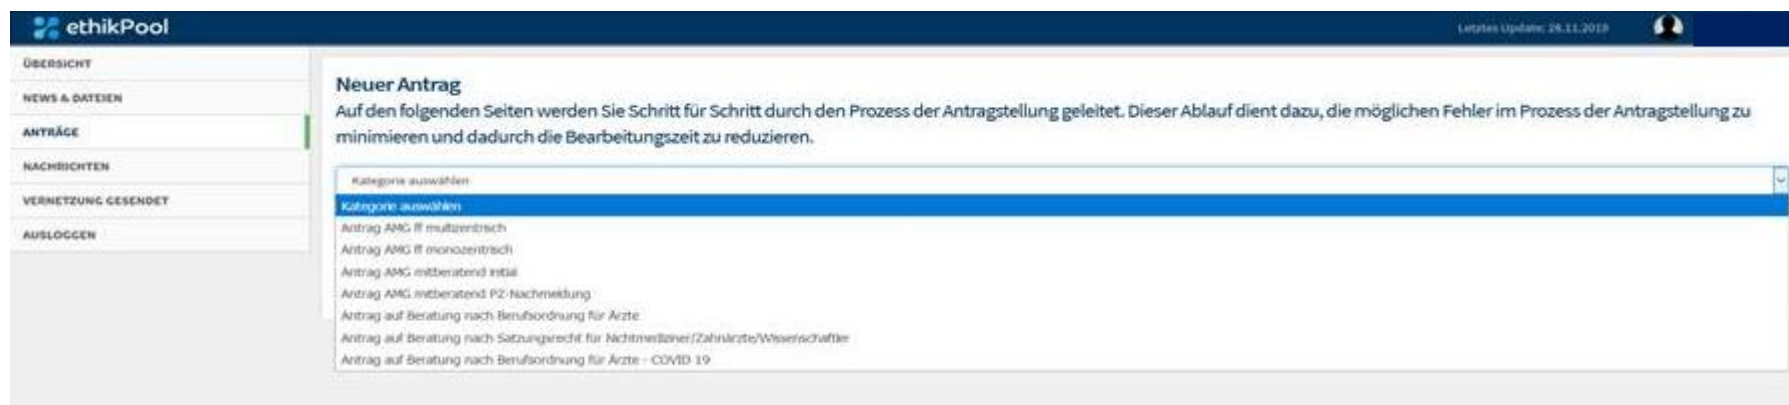 ethikPool
Letztes Update: 28.11.2019
ÜBERSICHT
NEWS & DATEIEN
ANTRÄGE
NACHRICHTEN
VERNETZUNG GESENDET
AUSLOGGEN
Neuer Antrag
Auf den folgenden Seiten werden Sie Schritt für Schritt durch den Prozess der Antragstellung geleitet. Dieser Ablauf dient dazu, die möglichen Fehler im Prozess der Antragstellung zu
minimieren und dadurch die Bearbeitungszeit zu reduzieren.
Kategorie auswählen
Kategorie auswählen
Antrag AMG ff multizentrisch
Antrag AMG ff monozentrisch
Antrag AMG mitberatend initial
Antrag AMG mitberatend PZ-Nachmeldung
Antrag auf Beratung nach Berufsordnung für Ärzte
Antrag auf Beratung nach Satzungsrecht für Nichtmediziner/Zahnärzte/Wissenschaftler
Antrag auf Beratung nach Berufsordnung für Ärzte - COVID 19